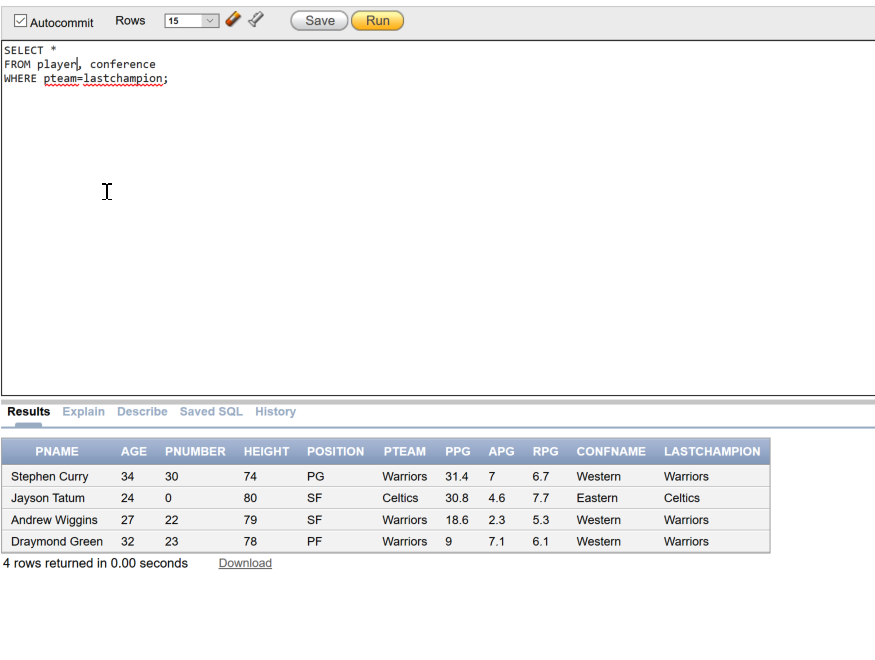 Autocommit Rows 15 Save Run
SELECT *
FROM player, conference
WHERE pteam=lastchampion;
Results Explain Describe Saved SQL History
PNAME AGE PNUMBER HEIGHT POSITION PTEAM PPG APG RPG CONFNAME LASTCHAMPION
Stephen Curry 34 30 74 PG Warriors 31.4 7 6.7 Western Warriors
Jayson Tatum 24 0 80 SF Celtics 30.8 4.6 7.7 Eastern Celtics
Andrew Wiggins 27 22 79 SF Warriors 18.6 2.3 5.3 Western Warriors
Draymond Green 32 23 78 PF Warriors 9 7.1 6.1 Western Warriors
4 rows returned in 0.00 seconds Download